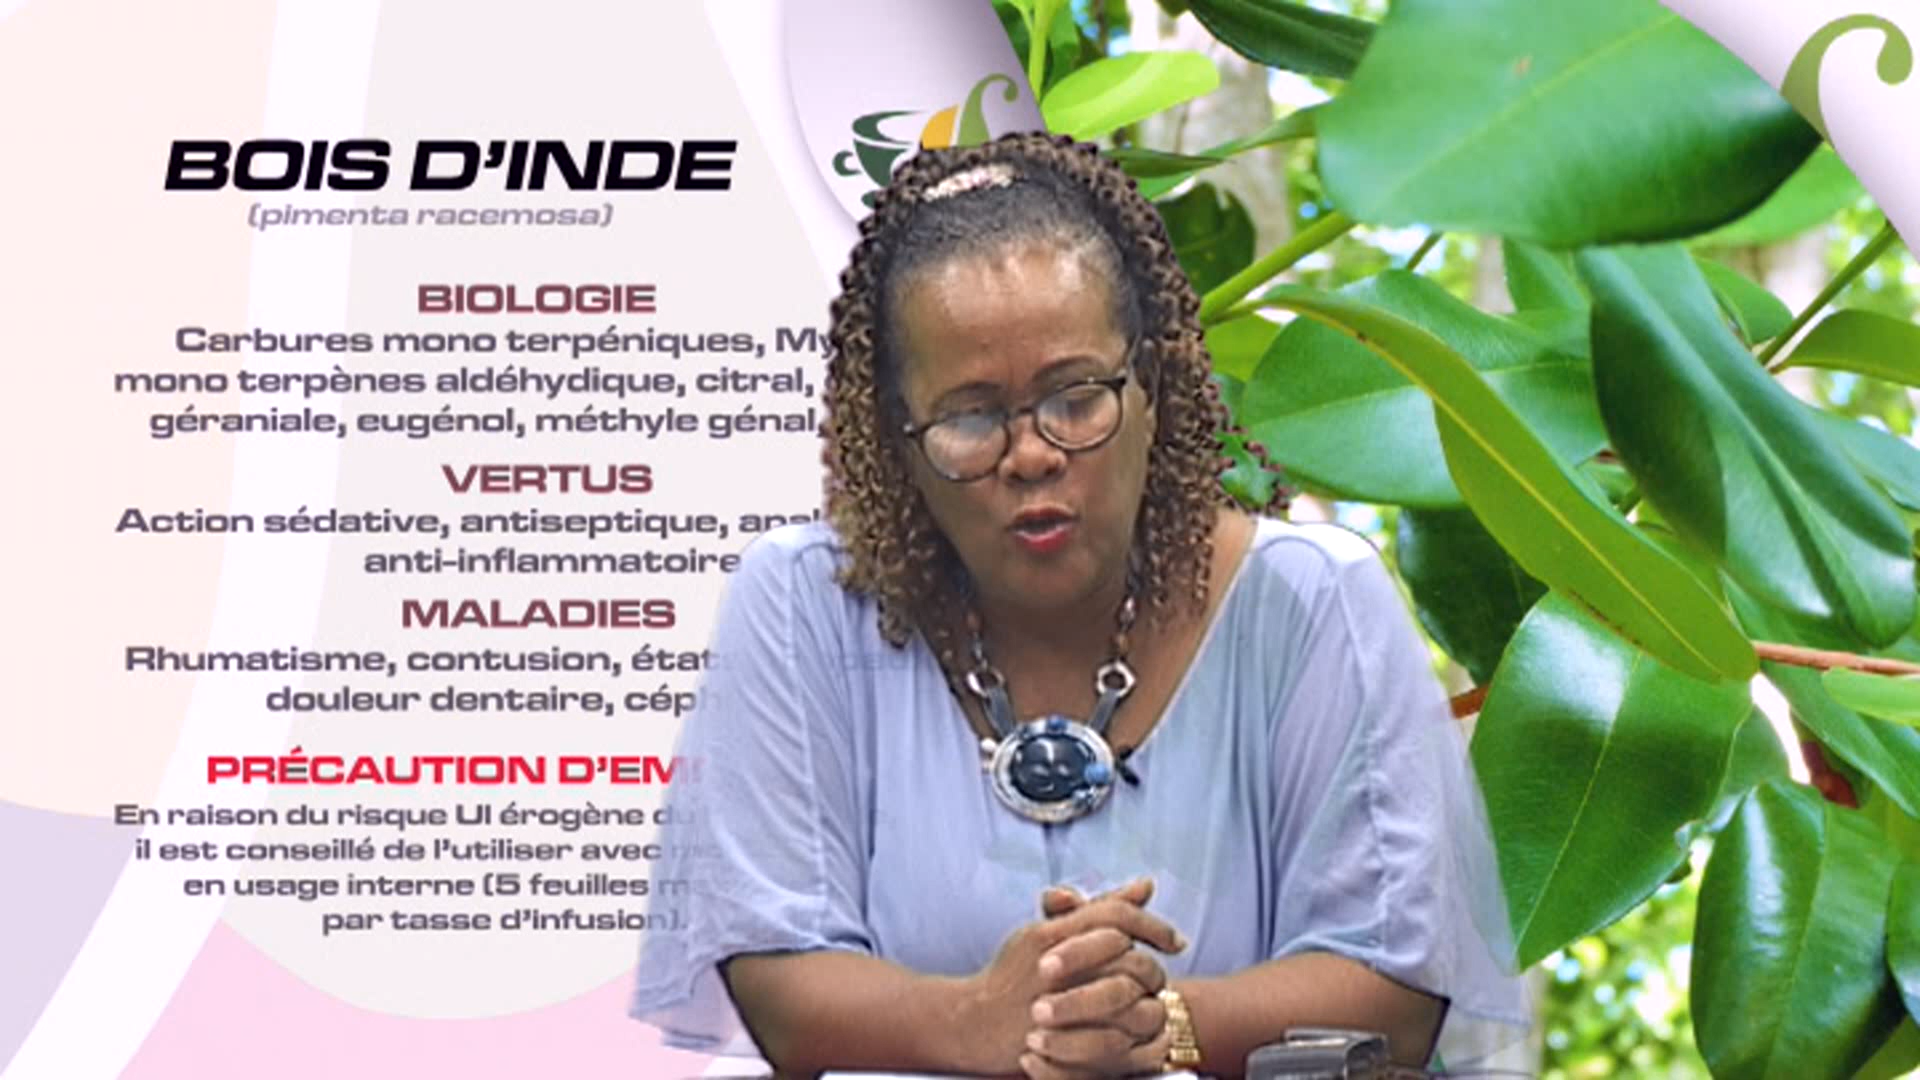 BOIS D'INDE
(pimenta racemosa)
BIOLOGIE
Carbures mono terpéniques,
mono terpènes aldéhydique, citral,
géraniale, eugénol, méthyle génal,
VERTUS
Action sédative, antiseptique,
anti-inflammatoire
MALADIES
Rhumatisme, contusion,
douleur dentaire,
PRÉCAUTION
En raison du risque Ul érogène
il est conseillé de l'utiliser avec
en usage interne (5 feuilles
par tasse d'infusion).